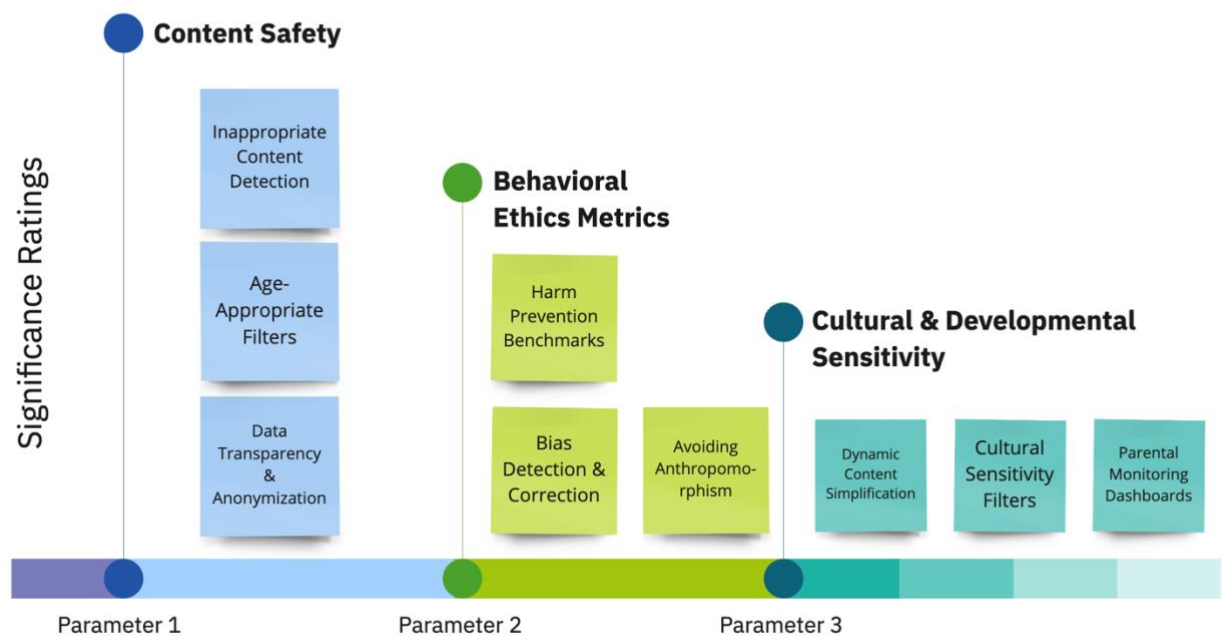 Significance Ratings
Content Safety
Inappropriate
Content
Detection
Age-
Appropriate
Filters
Data
Transparency
&
Anonymization
Behavioral
Ethics Metrics
Harm
Prevention
Benchmarks
Bias
Detection &
Correction
Avoiding
Anthropomo-
rphism
Cultural & Developmental
Sensitivity
Dynamic
Content
Simplification
Cultural
Sensitivity
Filters
Parental
Monitoring
Dashboards
Parameter 1
Parameter 2
Parameter 3